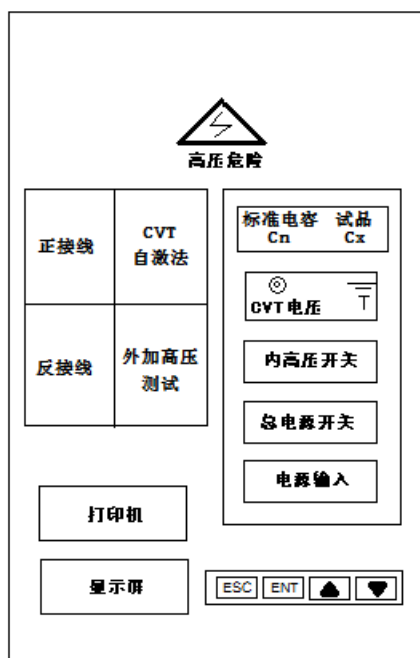 高压危险
正接线
CVT
自激法
反接线
外加高压
测试
标准电容 试品
Cn Cx
CVT电压
内高压开关
总电源开关
电源输入
打印机
显示屏
ESC ENT